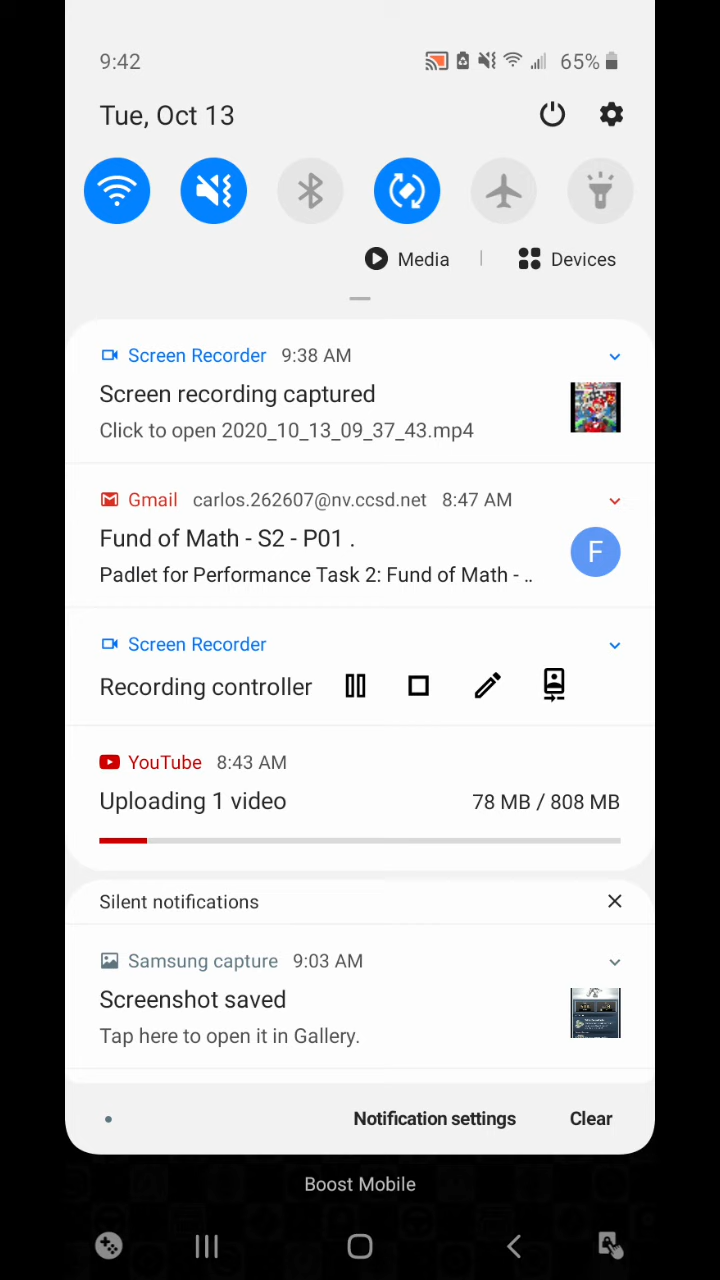 9:42
65%
Tue, Oct 13
Media
Devices
Screen Recorder 9:38 AM
Screen recording captured
Click to open 2020_10_13_09_37_43.mp4
Gmail carlos.262607@nv.ccsd.net 8:47 AM
Fund of Math - S2 - P01 .
F
Padlet for Performance Task 2: Fund of Math - ..
Screen Recorder
Recording controller
YouTube 8:43 AM
Uploading 1 video 78 MB / 808 MB
Silent notifications
Samsung capture 9:03 AM
Screenshot saved
Tap here to open it in Gallery.
Notification settings Clear
Boost Mobile